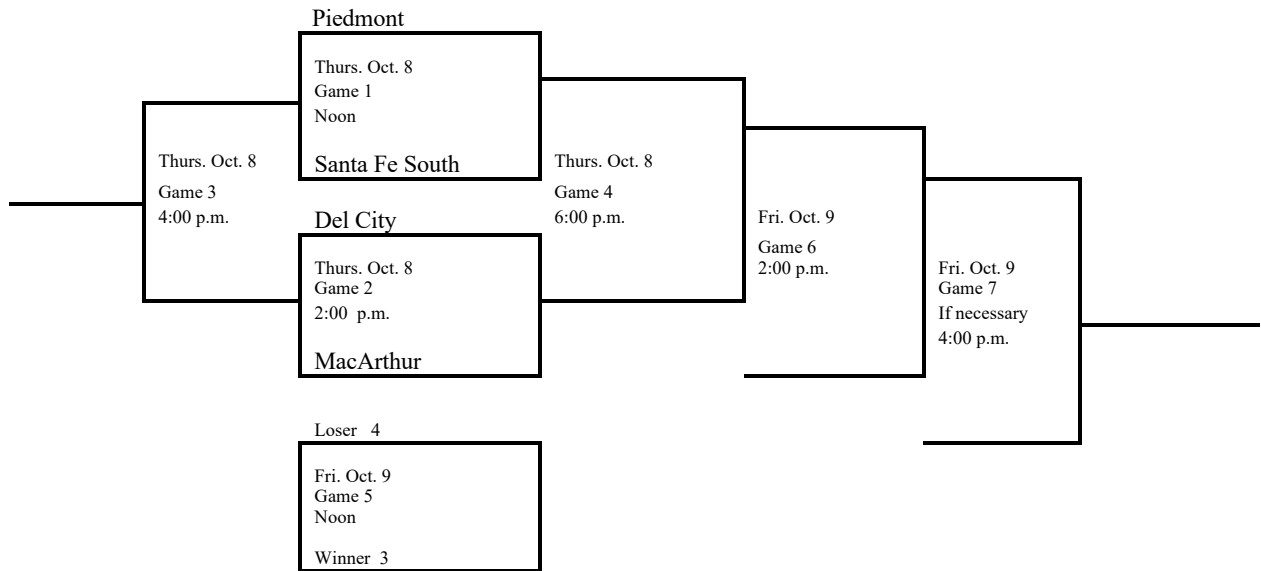 Piedmont
Thurs. Oct. 8
Game 1
Noon
Santa Fe South
Thurs. Oct. 8
Game 3
4:00 p.m.
Thurs. Oct. 8
Game 4
6:00 p.m.
Del City
Thurs. Oct. 8
Game 2
2:00  p.m.
MacArthur
Fri. Oct. 9
Game 6
2:00 p.m.
Fri. Oct. 9
Game 7
If necessary
4:00 p.m.
Loser   4
Fri. Oct. 9
Game 5
Noon
Winner  3